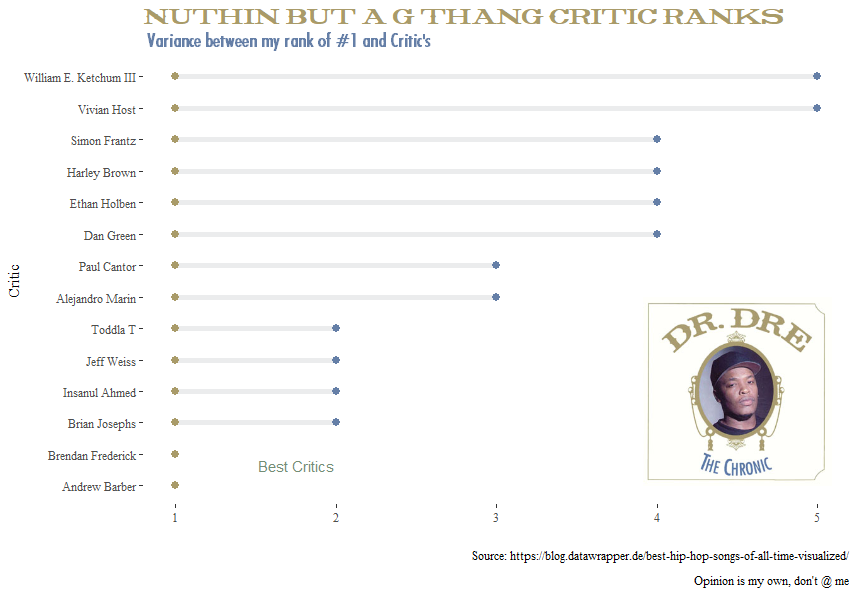 NUTHIN BUT A G THANG CRITIC RANKS
Variance between my rank of #1 and Critic's
William E. Ketchum III
Vivian Host
Simon Frantz
Harley Brown
Ethan Holben
Dan Green
Paul Cantor
Critic
Alejandro Marin
Toddla T
Jeff Weiss
Insanul Ahmed
Brian Josephs
Brendan Frederick
Andrew Barber
Best Critics
DR. DRE
THE CHRONIC
1 2 3 4 5
Source: https://blog.datawrapper.de/best-hip-hop-songs-of-all-time-visualized/
Opinion is my own, don't @ me